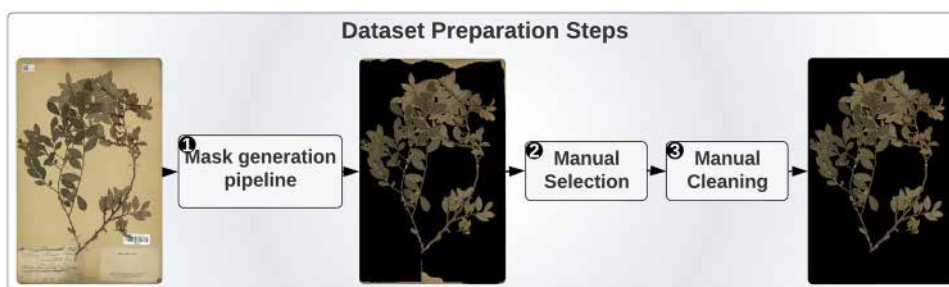 Dataset Preparation Steps
1
Mask generation
pipeline
2
Manual
Selection
3
Manual
Cleaning